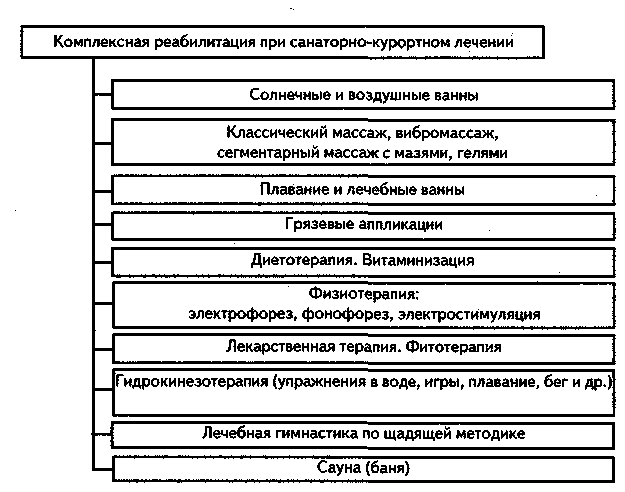 Комплексная реабилитация при санаторно-курортном лечении
Солнечные и воздушные ванны
Классический массаж, вибромассаж,
сегментарный массаж с мазями, гелями
Плавание и лечебные ванны
Грязевые аппликации
Диетотерапия. Витаминизация
Физиотерапия:
электрофорез, фонофорез, электростимуляция
Лекарственная терапия. Фитотерапия
Гидрокинезотерапия (упражнения в воде, игры, плавание, бег и др.)
Лечебная гимнастика по щадящей методике
Сауна (баня)